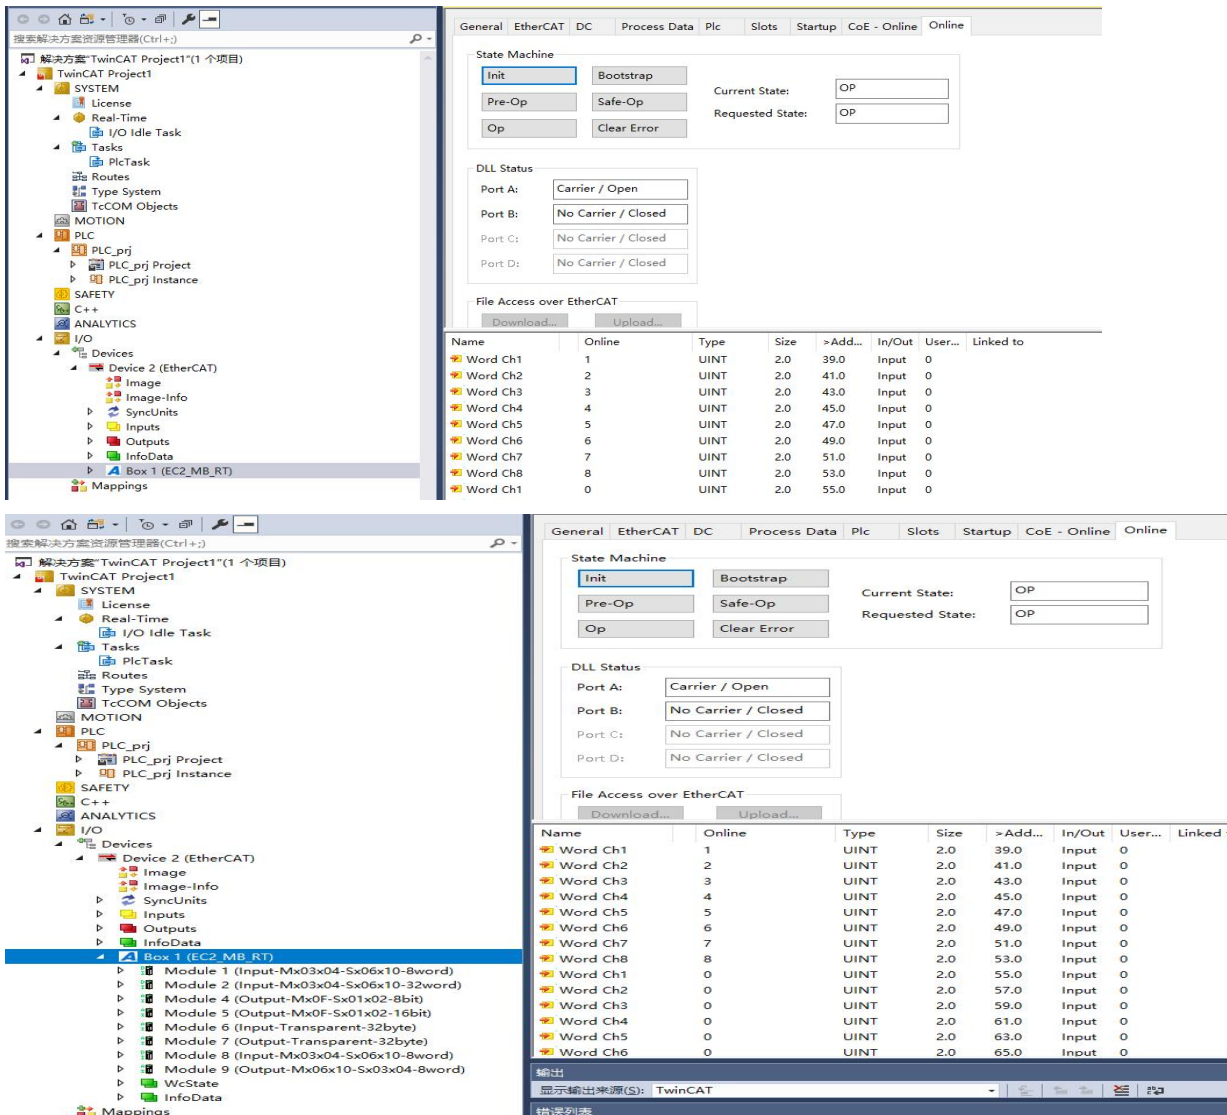 搜索解决方案资源管理器(Ctrl+;)
解决方案"TwinCAT Project1"(1 个项目)
TwinCAT Project1
SYSTEM
License
Real-Time
I/O Idle Task
Tasks
PlcTask
Routes
Type System
TcCOM Objects
MOTION
PLC
PLC_prj
PLC_prj Project
PLC_prj Instance
SAFETY
C++
ANALYTICS
I/O
Devices
Device 2 (EtherCAT)
Image
Image-Info
SyncUnits
Inputs
Outputs
InfoData
Box 1 (EC2_MB_RT)
Mappings
General EtherCAT DC Process Data Plc Slots Startup CoE - Online Online
State Machine
Init Bootstrap
Pre-Op Safe-Op
Op Clear Error
Current State: OP
Requested State: OP
DLL Status
Port A: Carrier / Open
Port B: No Carrier / Closed
Port C: No Carrier / Closed
Port D: No Carrier / Closed
File Access over EtherCAT
Download... Upload...
Name Online Type Size >Add... In/Out User... Linked to
Word Ch1 1 UINT 2.0 39.0 Input 0
Word Ch2 2 UINT 2.0 41.0 Input 0
Word Ch3 3 UINT 2.0 43.0 Input 0
Word Ch4 4 UINT 2.0 45.0 Input 0
Word Ch5 5 UINT 2.0 47.0 Input 0
Word Ch6 6 UINT 2.0 49.0 Input 0
Word Ch7 7 UINT 2.0 51.0 Input 0
Word Ch8 8 UINT 2.0 53.0 Input 0
Word Ch1 0 UINT 2.0 55.0 Input 0
搜索解决方案资源管理器(Ctrl+;)
解决方案"TwinCAT Project1"(1 个项目)
TwinCAT Project1
SYSTEM
License
Real-Time
I/O Idle Task
Tasks
PlcTask
Routes
Type System
TcCOM Objects
MOTION
PLC
PLC_prj
PLC_prj Project
PLC_prj Instance
SAFETY
C++
ANALYTICS
I/O
Devices
Device 2 (EtherCAT)
Image
Image-Info
SyncUnits
Inputs
Outputs
InfoData
Box 1 (EC2_MB_RT)
Module 1 (Input-Mx03x04-Sx06x10-8word)
Module 2 (Input-Mx03x04-Sx06x10-32word)
Module 4 (Output-Mx0F-Sx01x02-8bit)
Module 5 (Output-Mx0F-Sx01x02-16bit)
Module 6 (Input-Transparent-32byte)
Module 7 (Output-Transparent-32byte)
Module 8 (Input-Mx03x04-Sx06x10-8word)
Module 9 (Output-Mx06x10-Sx03x04-8word)
WcState
InfoData
Mappings
General EtherCAT DC Process Data Plc Slots Startup CoE - Online Online
State Machine
Init Bootstrap
Pre-Op Safe-Op
Op Clear Error
Current State: OP
Requested State: OP
DLL Status
Port A: Carrier / Open
Port B: No Carrier / Closed
Port C: No Carrier / Closed
Port D: No Carrier / Closed
File Access over EtherCAT
Download... Upload...
Name Online Type Size >Add... In/Out User... Linked
Word Ch1 1 UINT 2.0 39.0 Input 0
Word Ch2 2 UINT 2.0 41.0 Input 0
Word Ch3 3 UINT 2.0 43.0 Input 0
Word Ch4 4 UINT 2.0 45.0 Input 0
Word Ch5 5 UINT 2.0 47.0 Input 0
Word Ch6 6 UINT 2.0 49.0 Input 0
Word Ch7 7 UINT 2.0 51.0 Input 0
Word Ch8 8 UINT 2.0 53.0 Input 0
Word Ch1 0 UINT 2.0 55.0 Input 0
Word Ch2 0 UINT 2.0 57.0 Input 0
Word Ch3 0 UINT 2.0 59.0 Input 0
Word Ch4 0 UINT 2.0 61.0 Input 0
Word Ch5 0 UINT 2.0 63.0 Input 0
Word Ch6 0 UINT 2.0 65.0 Input 0
输出
显示输出来源(S): TwinCAT
错误列表